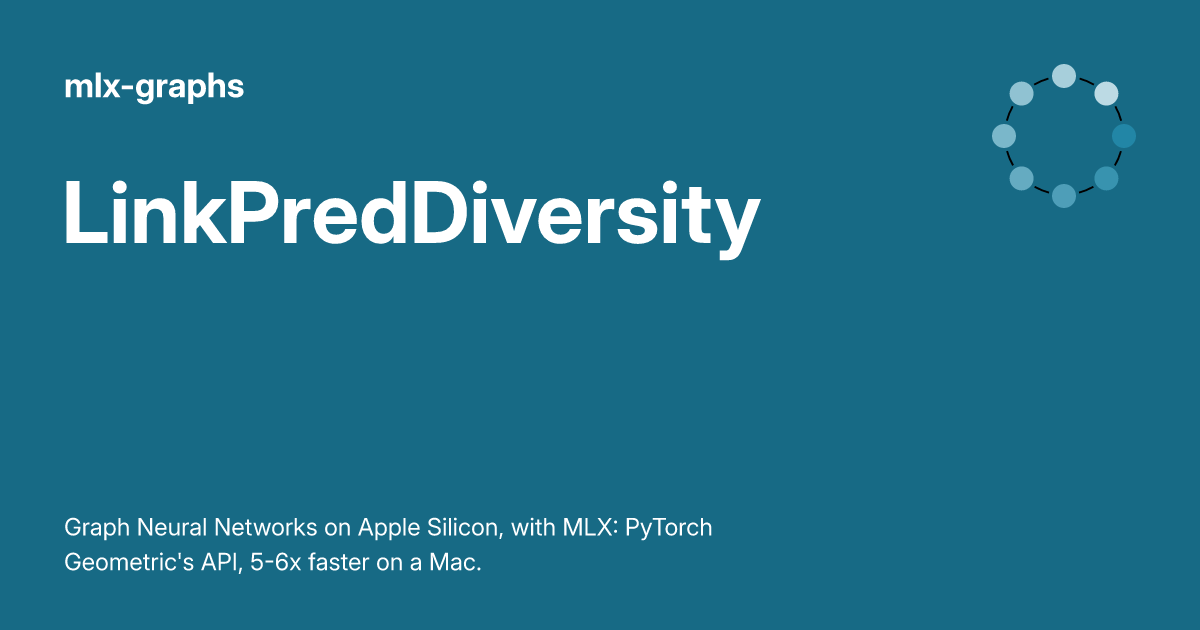 mlx-graphs
LinkPredDiversity
Graph Neural Networks on Apple Silicon, with MLX: PyTorch
Geometric's API, 5-6x faster on a Mac.